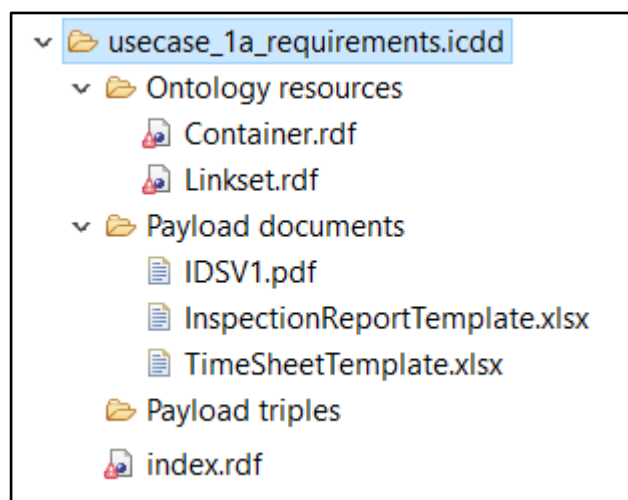 usecase_1a_requirements.icdd
Ontology resources
Container.rdf
Linkset.rdf
Payload documents
IDSV1.pdf
InspectionReportTemplate.xlsx
TimeSheetTemplate.xlsx
Payload triples
index.rdf